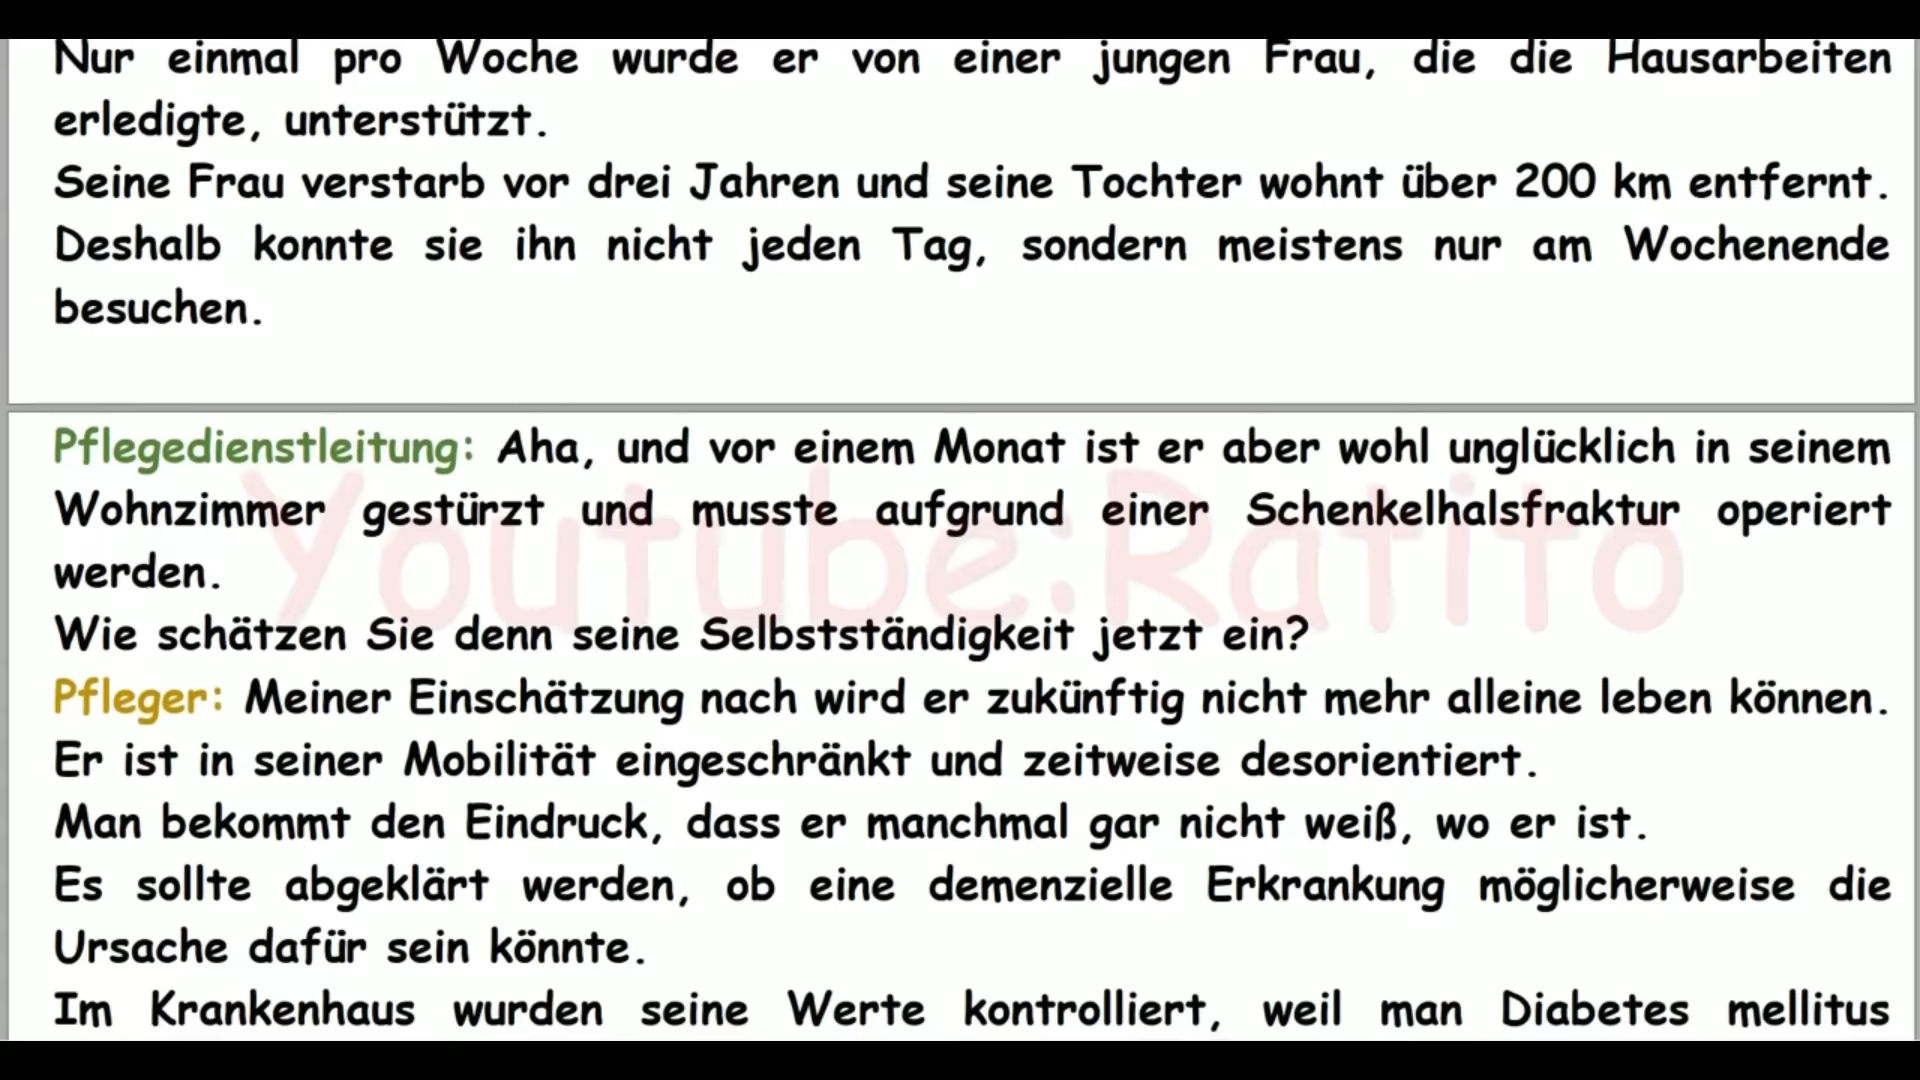 Nur einmal pro Woche wurde er von einer jungen Frau, die die Hausarbeiten
erledigte, unterstützt.
Seine Frau verstarb vor drei Jahren und seine Tochter wohnt über 200 km entfernt.
Deshalb konnte sie ihn nicht jeden Tag, sondern meistens nur am Wochenende
besuchen.
Pflegedienstleitung: Aha, und vor einem Monat ist er aber wohl unglücklich in seinem
Wohnzimmer gestürzt und musste aufgrund einer Schenkelhalsfraktur operiert
Youtube:Ratito
werden.
Wie schätzen Sie denn seine Selbstständigkeit jetzt ein?
Pfleger: Meiner Einschätzung nach wird er zukünftig nicht mehr alleine leben können.
Er ist in seiner Mobilität eingeschränkt und zeitweise desorientiert.
Man bekommt den Eindruck, dass er manchmal gar nicht weiß, wo er ist.
Es sollte abgeklärt werden, ob eine demenzielle Erkrankung möglicherweise die
Ursache dafür sein könnte.
Im Krankenhaus wurden seine Werte kontrolliert, weil man Diabetes mellitus